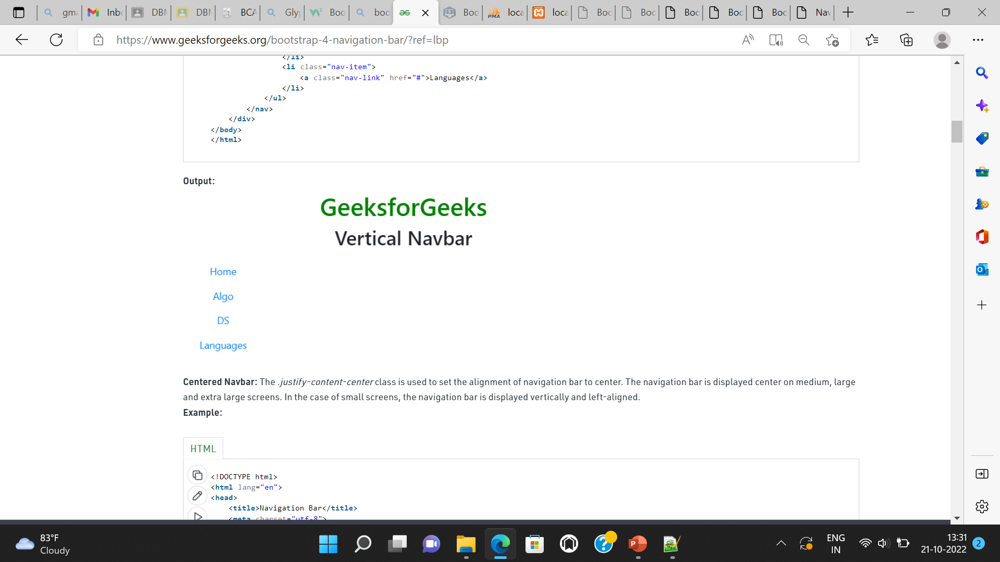 gma
Inb
DBM
DBM
BCA
Gly
Boo
boo
Boo
loca
loca
Boo
Boo
Boo
Boo
Boo
Nav
https://www.geeksforgeeks.org/bootstrap-4-navigation-bar/?ref=lbp
</li>
<li class="nav-item">
<a class="nav-link" href="#">Languages</a>
</li>
</ul>
</nav>
</div>
</body>
</html>
Output:
GeeksforGeeks
Vertical Navbar
Home
Algo
DS
Languages
Centered Navbar: The .justify-content-center class is used to set the alignment of navigation bar to center. The navigation bar is displayed center on medium, large
and extra large screens. In the case of small screens, the navigation bar is displayed vertically and left-aligned.
Example:
HTML
<!DOCTYPE html>
<html lang="en">
<head>
<title>Navigation Bar</title>
<meta charset="utf-8">
83°F
Cloudy
ENG
IN
13:31
21-10-2022
2